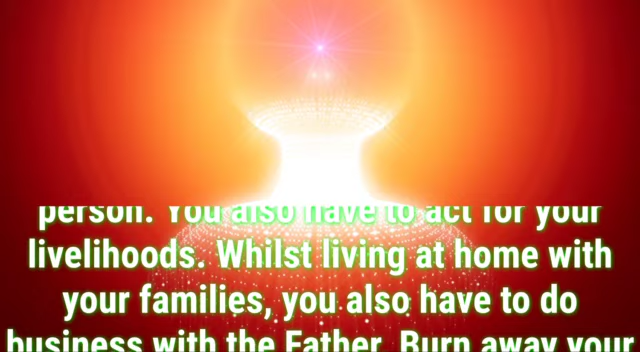 person. You also have to act for your
livelihoods. Whilst living at home with
your families, you also have to do
business with the Father. Burn away your